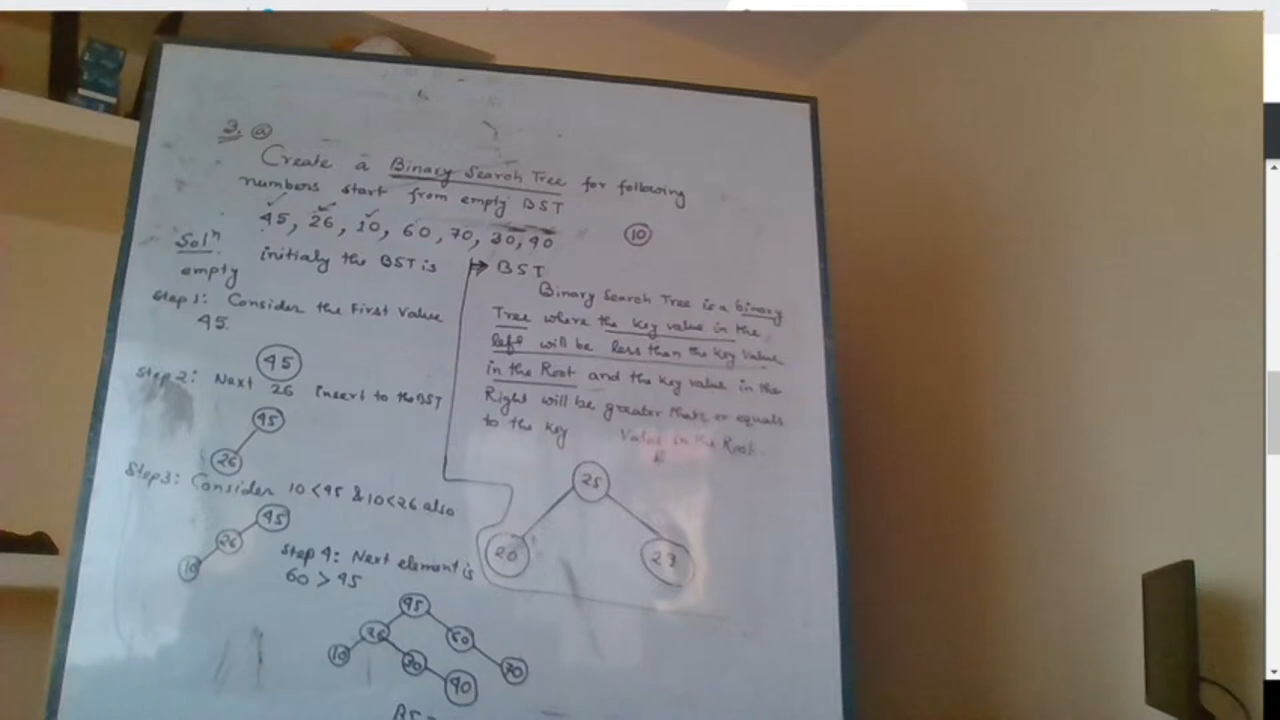 3. a
Create a Binary Search Tree for following
numbers start from empty BST
45, 26, 10, 60, 70, 30, 40
10
Solⁿ initialy the BST is
empty
Step 1: Consider the First Value
45.
45
Step 2: Next 26 insert to the BST
45
26
Step3: Consider 10 < 45 & 10 < 26 also
45
26
10
Step 4: Next element is
60 > 45
45
26 60
10 30 70
40
BST
Binary Search Tree is a binary
Tree where the key value in the
left will be less then the key value
in the Root and the key value in the
Right will be greater than or equals
to the key Value in the Root.
25
20